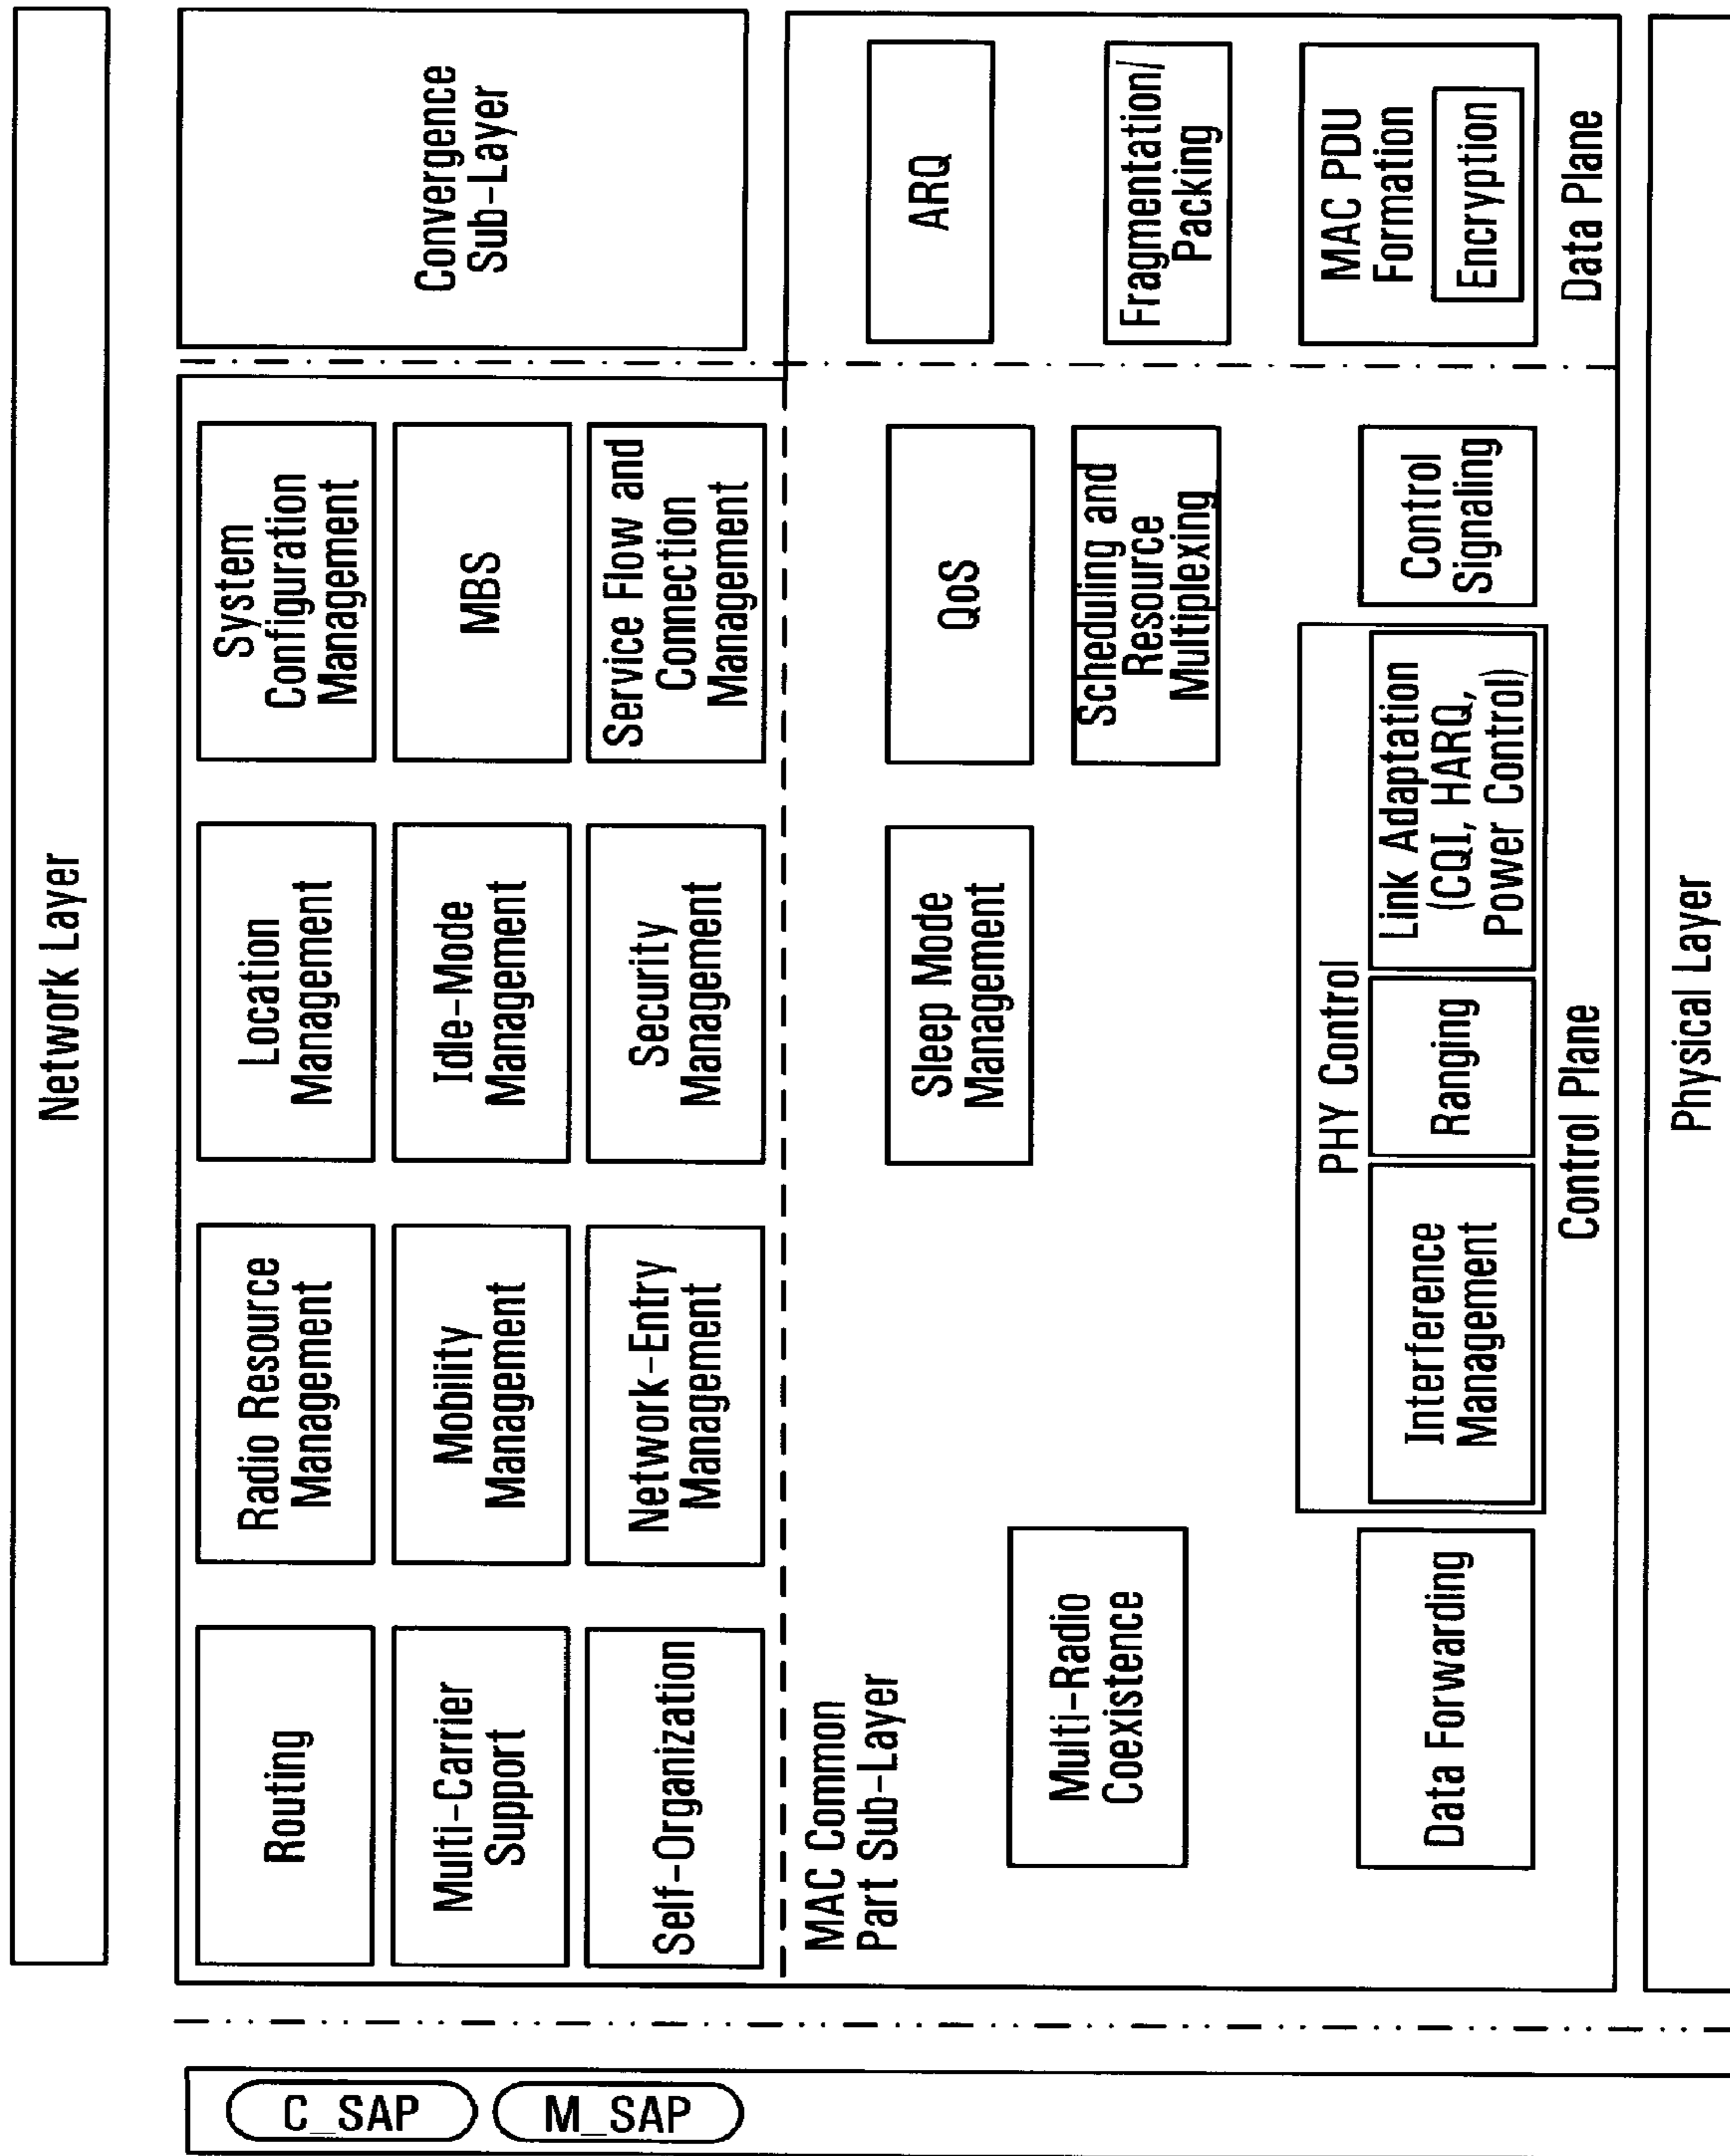 Network Layer
Routing
Radio Resource
Management
Location
Management
System
Configuration
Management
Convergence
Sub-Layer
Multi-Carrier
Support
Mobility
Management
Idle-Mode
Management
MBS
Self-Organization
Network-Entry
Management
Security
Management
Service Flow and
Connection
Management
MAC Common
Part Sub-Layer
Multi-Radio
Coexistence
Sleep Mode
Management
QoS
Scheduling and
Resource
Multiplexing
ARQ
Fragmentation/
Packing
Data Forwarding
PHY Control
Interference
Management
Ranging
Link Adaptation
(CQI, HARQ,
Power Control)
Control
Signaling
MAC PDU
Formation
Encryption
Control Plane
Data Plane
Physical Layer
C_SAP
M_SAP